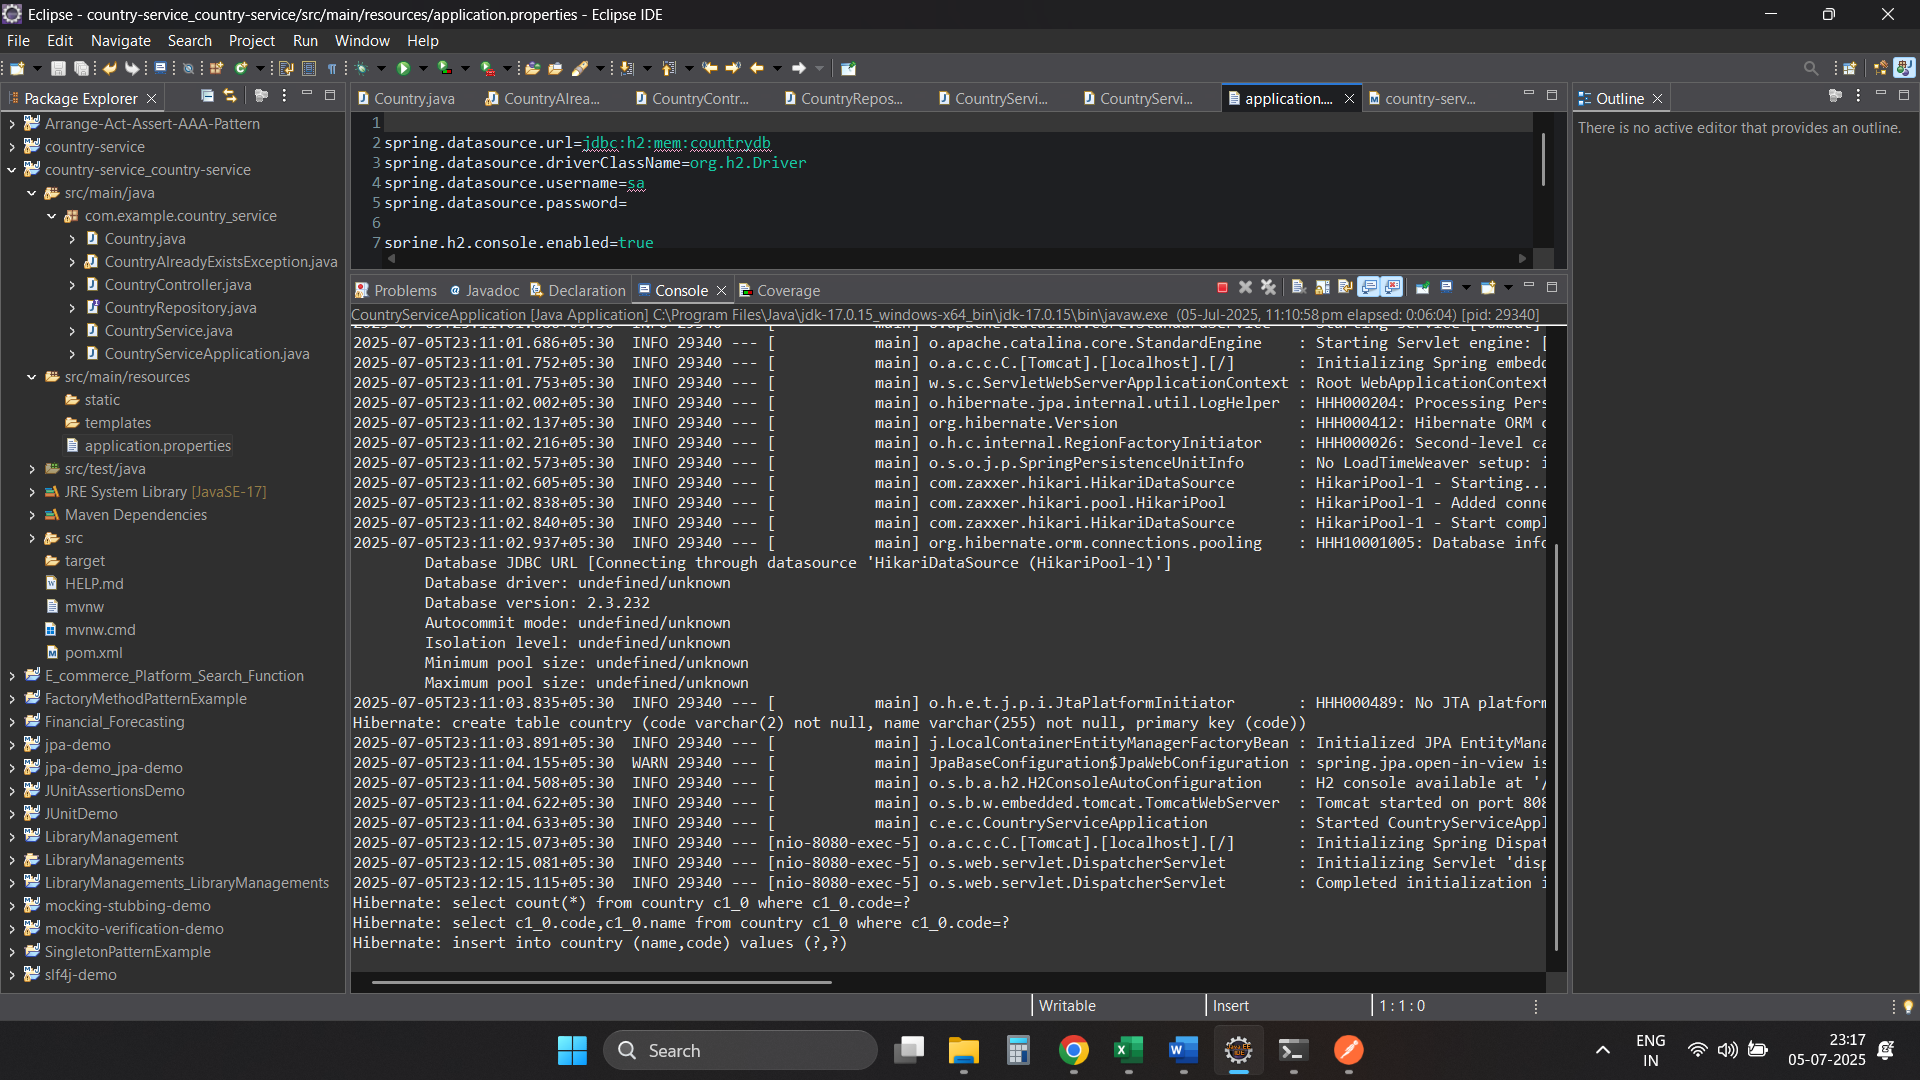 Eclipse - country-service_country-service/src/main/resources/application.properties - Eclipse IDE
File Edit Navigate Search Project Run Window Help
Package Explorer
Arrange-Act-Assert-AAA-Pattern
country-service
country-service_country-service
src/main/java
com.example.country_service
Country.java
CountryAlreadyExistsException.java
CountryController.java
CountryRepository.java
CountryService.java
CountryServiceApplication.java
src/main/resources
static
templates
application.properties
src/test/java
JRE System Library [JavaSE-17]
Maven Dependencies
src
target
HELP.md
mvnw
mvnw.cmd
pom.xml
E_commerce_Platform_Search_Function
FactoryMethodPatternExample
Financial_Forecasting
jpa-demo
jpa-demo_jpa-demo
JUnitAssertionsDemo
JUnitDemo
LibraryManagement
LibraryManagements
LibraryManagements_LibraryManagements
mocking-stubbing-demo
mockito-verification-demo
SingletonPatternExample
slf4j-demo
Country.java CountryAlrea... CountryContr... CountryRepos... CountryServi... CountryServi... application.... country-serv...
1
2 spring.datasource.url=jdbc:h2:mem:countrydb
3 spring.datasource.driverClassName=org.h2.Driver
4 spring.datasource.username=sa
5 spring.datasource.password=
6
7 spring.h2.console.enabled=true
Problems Javadoc Declaration Console Coverage
CountryServiceApplication [Java Application] C:\Program Files\Java\jdk-17.0.15_windows-x64_bin\jdk-17.0.15\bin\javaw.exe (05-Jul-2025, 11:10:58 pm elapsed: 0:06:04) [pid: 29340]
2025-07-05T23:11:01.686+05:30 INFO 29340 --- [ main] o.apache.catalina.core.StandardEngine : Starting Servlet engine: [
2025-07-05T23:11:01.752+05:30 INFO 29340 --- [ main] o.a.c.c.C.[Tomcat].[localhost].[/] : Initializing Spring embedd
2025-07-05T23:11:01.753+05:30 INFO 29340 --- [ main] w.s.c.ServletWebServerApplicationContext : Root WebApplicationContext
2025-07-05T23:11:02.002+05:30 INFO 29340 --- [ main] o.hibernate.jpa.internal.util.LogHelper : HHH000204: Processing Pers
2025-07-05T23:11:02.137+05:30 INFO 29340 --- [ main] org.hibernate.Version : HHH000412: Hibernate ORM c
2025-07-05T23:11:02.216+05:30 INFO 29340 --- [ main] o.h.c.internal.RegionFactoryInitiator : HHH000026: Second-level ca
2025-07-05T23:11:02.573+05:30 INFO 29340 --- [ main] o.s.o.j.p.SpringPersistenceUnitInfo : No LoadTimeWeaver setup: i
2025-07-05T23:11:02.605+05:30 INFO 29340 --- [ main] com.zaxxer.hikari.HikariDataSource : HikariPool-1 - Starting...
2025-07-05T23:11:02.838+05:30 INFO 29340 --- [ main] com.zaxxer.hikari.pool.HikariPool : HikariPool-1 - Added conne
2025-07-05T23:11:02.840+05:30 INFO 29340 --- [ main] com.zaxxer.hikari.HikariDataSource : HikariPool-1 - Start compl
2025-07-05T23:11:02.937+05:30 INFO 29340 --- [ main] org.hibernate.orm.connections.pooling : HHH10001005: Database info
Database JDBC URL [Connecting through datasource 'HikariDataSource (HikariPool-1)']
Database driver: undefined/unknown
Database version: 2.3.232
Autocommit mode: undefined/unknown
Isolation level: undefined/unknown
Minimum pool size: undefined/unknown
Maximum pool size: undefined/unknown
2025-07-05T23:11:03.835+05:30 INFO 29340 --- [ main] o.h.e.t.j.p.i.JtaPlatformInitiator : HHH000489: No JTA platform
Hibernate: create table country (code varchar(2) not null, name varchar(255) not null, primary key (code))
2025-07-05T23:11:03.891+05:30 INFO 29340 --- [ main] j.LocalContainerEntityManagerFactoryBean : Initialized JPA EntityMana
2025-07-05T23:11:04.155+05:30 WARN 29340 --- [ main] JpaBaseConfiguration$JpaWebConfiguration : spring.jpa.open-in-view is
2025-07-05T23:11:04.508+05:30 INFO 29340 --- [ main] o.s.b.a.h2.H2ConsoleAutoConfiguration : H2 console available at '/
2025-07-05T23:11:04.622+05:30 INFO 29340 --- [ main] o.s.b.w.embedded.tomcat.TomcatWebServer : Tomcat started on port 808
2025-07-05T23:11:04.633+05:30 INFO 29340 --- [ main] c.e.c.CountryServiceApplication : Started CountryServiceAppl
2025-07-05T23:12:15.073+05:30 INFO 29340 --- [nio-8080-exec-5] o.a.c.c.C.[Tomcat].[localhost].[/] : Initializing Spring Dispat
2025-07-05T23:12:15.081+05:30 INFO 29340 --- [nio-8080-exec-5] o.s.web.servlet.DispatcherServlet : Initializing Servlet 'disp
2025-07-05T23:12:15.115+05:30 INFO 29340 --- [nio-8080-exec-5] o.s.web.servlet.DispatcherServlet : Completed initialization i
Hibernate: select count(*) from country c1_0 where c1_0.code=?
Hibernate: select c1_0.code,c1_0.name from country c1_0 where c1_0.code=?
Hibernate: insert into country (name,code) values (?,?)
Outline
There is no active editor that provides an outline.
Writable Insert 1 : 1 : 0
Search
ENG
IN
23:17
05-07-2025